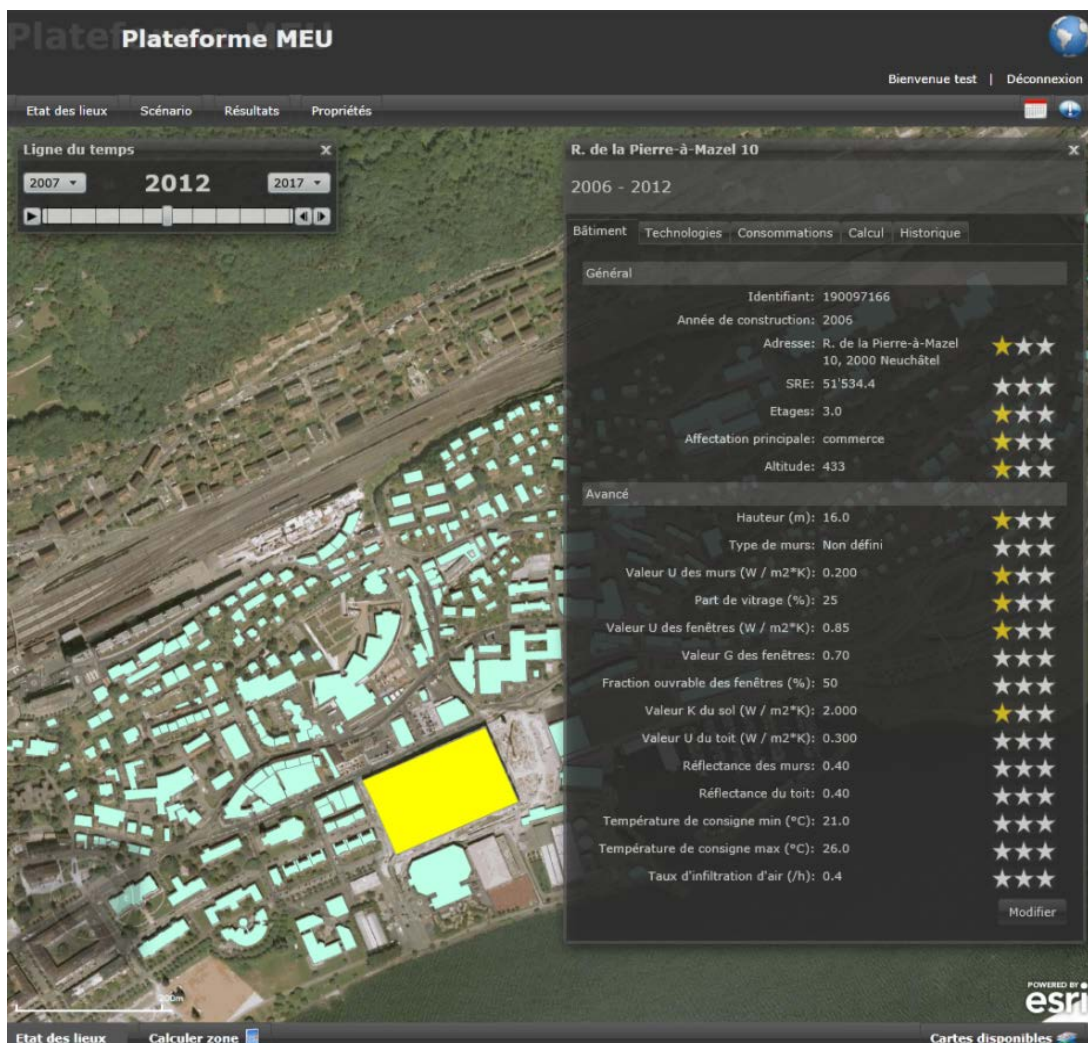 Plateforme MEU
Bienvenue test | Déconnexion
Etat des lieux Scénario Résultats Propriétés
Ligne du temps x
2007 2012 2017
R. de la Pierre-à-Mazel 10 x
2006 - 2012
Bâtiment Technologies Consommations Calcul Historique
Général
Identifiant: 190097166
Année de construction: 2006
Adresse: R. de la Pierre-à-Mazel
10, 2000 Neuchâtel
SRE: 51'534.4
Etages: 3.0
Affectation principale: commerce
Altitude: 433
Avancé
Hauteur (m): 16.0
Type de murs: Non défini
Valeur U des murs (W / m2*K): 0.200
Part de vitrage (%): 25
Valeur U des fenêtres (W / m2*K): 0.85
Valeur G des fenêtres: 0.70
Fraction ouvrable des fenêtres (%): 50
Valeur K du sol (W / m2*K): 2.000
Valeur U du toit (W / m2*K): 0.300
Réflectance des murs: 0.40
Réflectance du toit: 0.40
Température de consigne min (°C): 21.0
Température de consigne max (°C): 26.0
Taux d'infiltration d'air (/h): 0.4
Modifier
200m
POWERED BY
esri
Etat des lieux Calculer zone Cartes disponibles